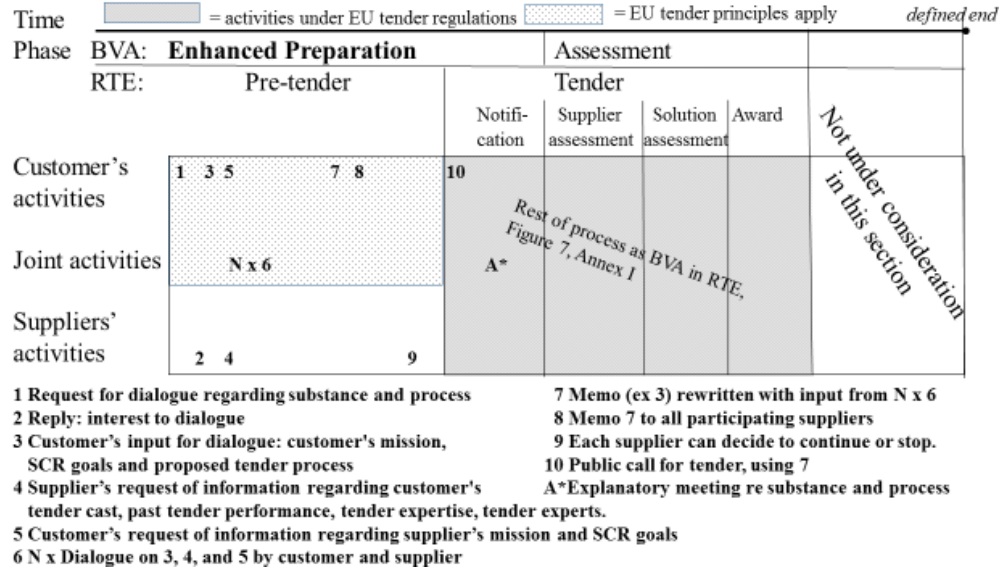 Time = activities under EU tender regulations = EU tender principles apply defined end
Phase BVA: Enhanced Preparation Assessment
RTE: Pre-tender Tender
Notifi- Supplier Solution Award
cation assessment assessment
Not under consideration
in this section
Customer's 1 3 5 7 8 10
activities
Rest of process as BVA in RTE,
Figure 7, Annex I
Joint activities N x 6 A*
Suppliers'
activities 2 4 9
1 Request for dialogue regarding substance and process
2 Reply: interest to dialogue
3 Customer's input for dialogue: customer's mission,
SCR goals and proposed tender process
4 Supplier's request of information regarding customer's
tender cast, past tender performance, tender expertise, tender experts.
5 Customer's request of information regarding supplier's mission and SCR goals
6 N x Dialogue on 3, 4, and 5 by customer and supplier
7 Memo (ex 3) rewritten with input from N x 6
8 Memo 7 to all participating suppliers
9 Each supplier can decide to continue or stop.
10 Public call for tender, using 7
A*Explanatory meeting re substance and process